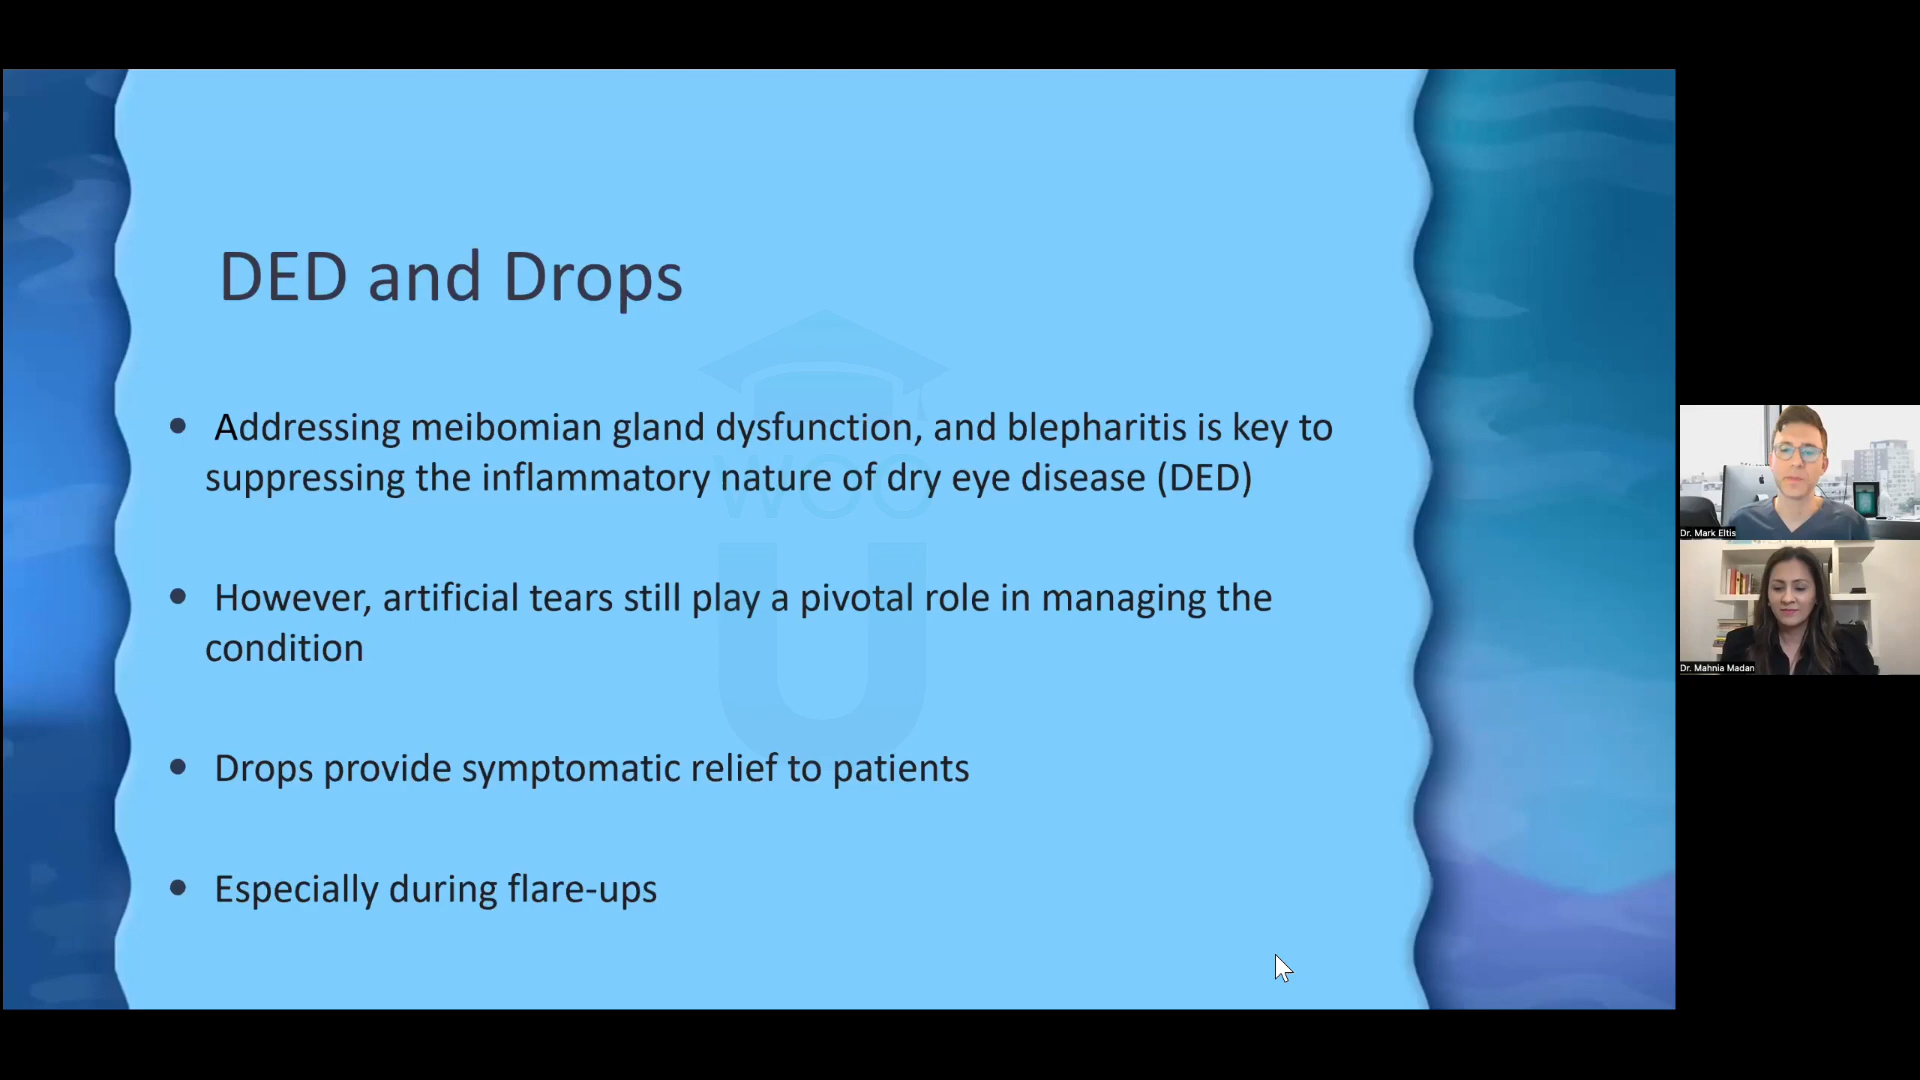 DED and Drops
• Addressing meibomian gland dysfunction, and blepharitis is key to
suppressing the inflammatory nature of dry eye disease (DED)
• However, artificial tears still play a pivotal role in managing the
condition
• Drops provide symptomatic relief to patients
• Especially during flare-ups
WOO
U
Dr. Mark Eltis
Dr. Mahnia Madan